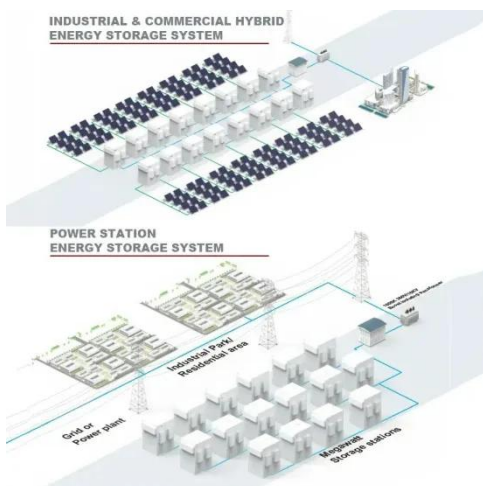 INDUSTRIAL & COMMERCIAL HYBRID
ENERGY STORAGE SYSTEM
POWER STATION
ENERGY STORAGE SYSTEM
Industrial Park/
Residential area
Grid or
Power plant
Megawatt
Storage stations